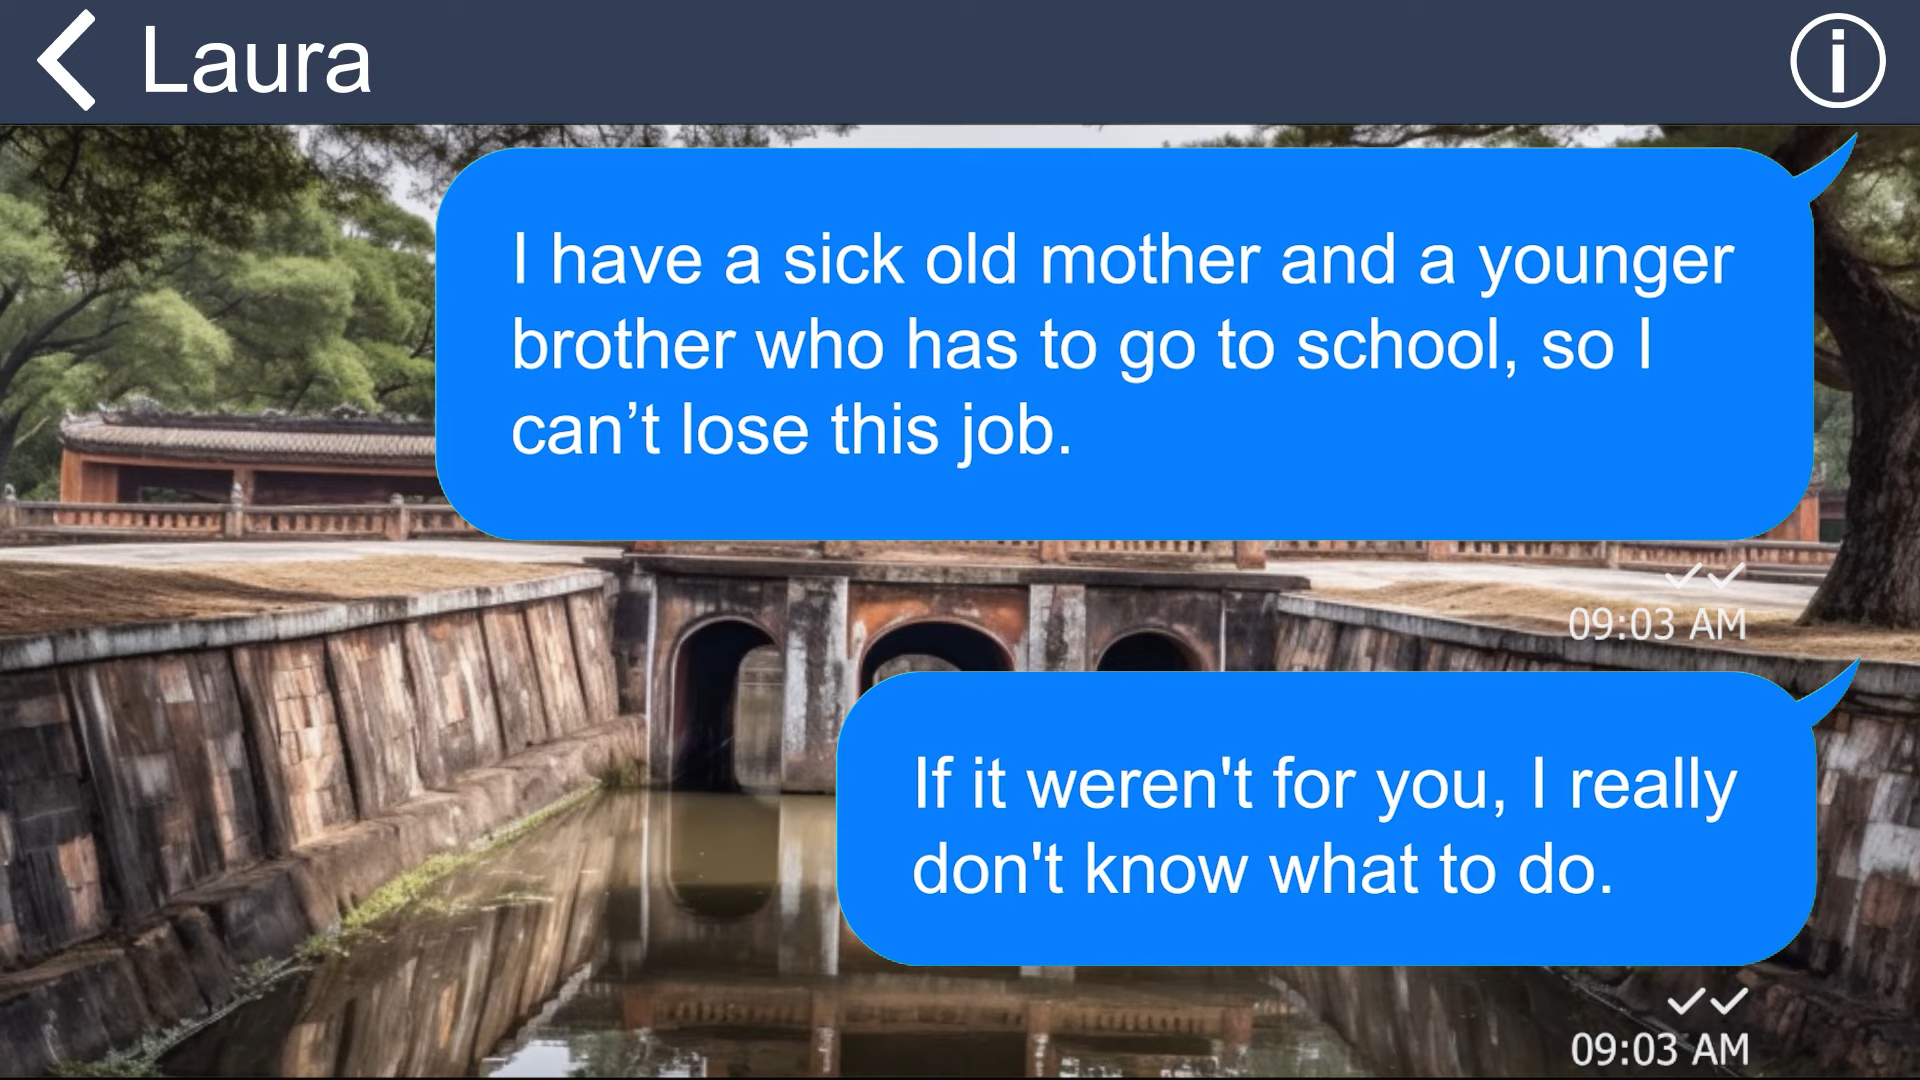 Laura
I have a sick old mother and a younger
brother who has to go to school, so I
can’t lose this job.
09:03 AM
If it weren't for you, I really
don't know what to do.
09:03 AM